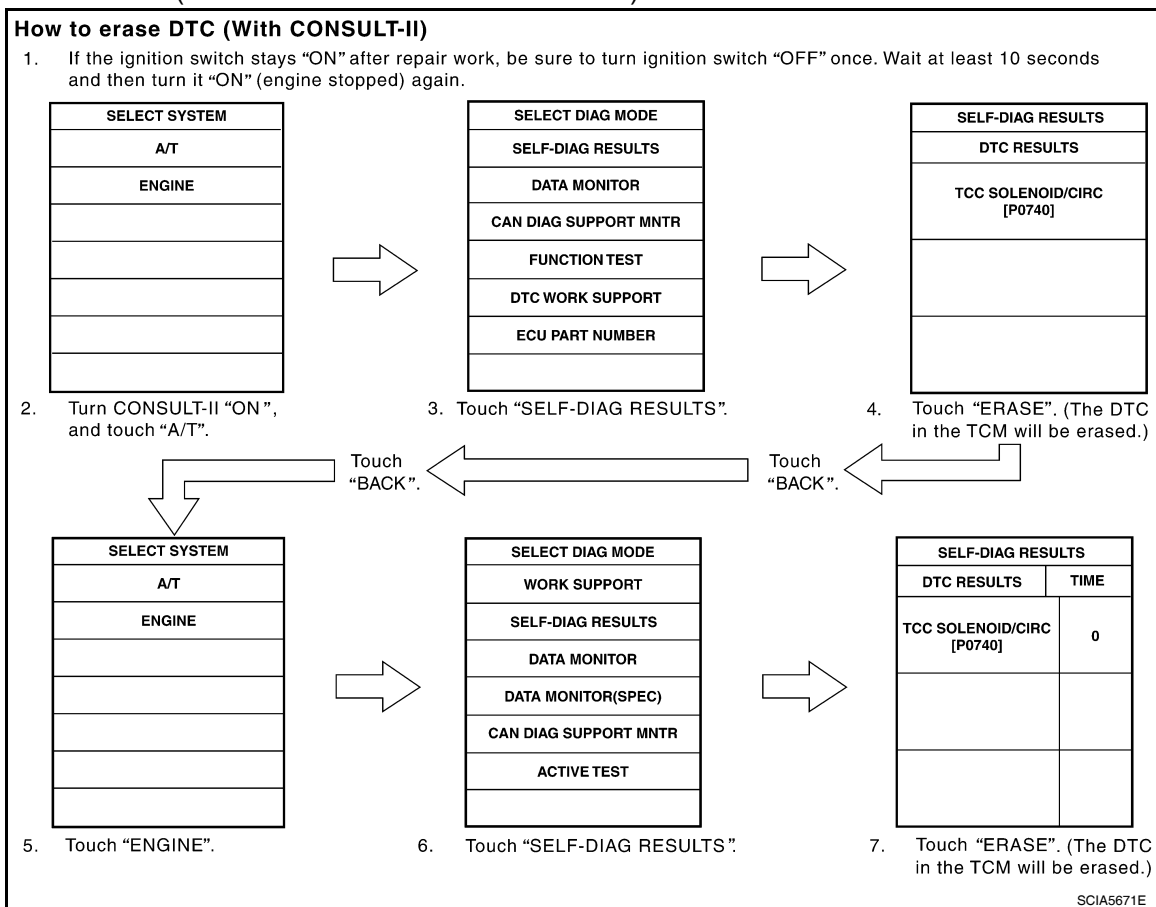 How to erase DTC (With CONSULT-II)
1. If the ignition switch stays “ON” after repair work, be sure to turn ignition switch “OFF” once. Wait at least 10 seconds
and then turn it “ON” (engine stopped) again.
SELECT SYSTEM
A/T
ENGINE
SELECT DIAG MODE
SELF-DIAG RESULTS
DATA MONITOR
CAN DIAG SUPPORT MNTR
FUNCTION TEST
DTC WORK SUPPORT
ECU PART NUMBER
SELF-DIAG RESULTS
DTC RESULTS
TCC SOLENOID/CIRC
[P0740]
2. Turn CONSULT-II “ON”,
and touch “A/T”.
3. Touch “SELF-DIAG RESULTS”.
4. Touch “ERASE”. (The DTC
in the TCM will be erased.)
Touch
“BACK”.
Touch
“BACK”.
SELECT SYSTEM
A/T
ENGINE
SELECT DIAG MODE
WORK SUPPORT
SELF-DIAG RESULTS
DATA MONITOR
DATA MONITOR(SPEC)
CAN DIAG SUPPORT MNTR
ACTIVE TEST
SELF-DIAG RESULTS
DTC RESULTS TIME
TCC SOLENOID/CIRC
[P0740]
0
5. Touch “ENGINE”.
6. Touch “SELF-DIAG RESULTS”.
7. Touch “ERASE”. (The DTC
in the TCM will be erased.)
SCIA5671E